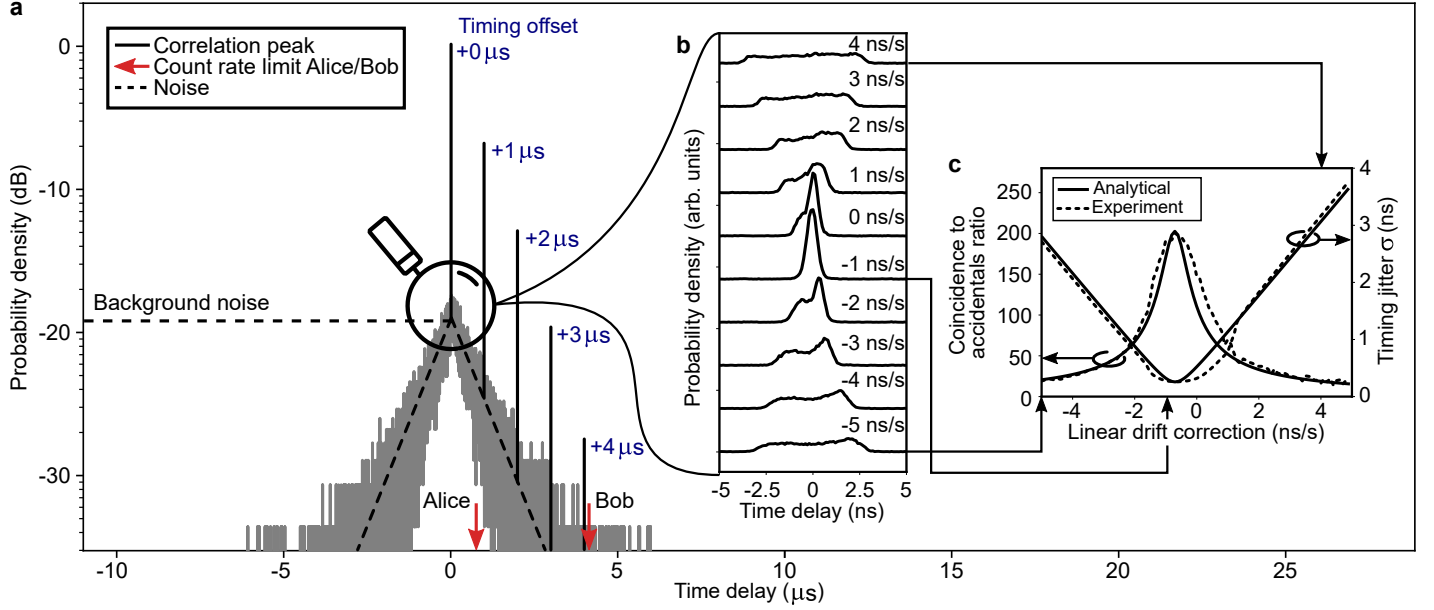 a
Timing offset
Correlation peak
Count rate limit Alice/Bob
Noise
+0 µs
+1 µs
+2 µs
+3 µs
+4 µs
Background noise
Alice
Bob
Probability density (dB)
0
-10
-20
-30
-10
-5
0
5
10
15
20
25
Time delay (µs)
b
Probability density (arb. units)
4 ns/s
3 ns/s
2 ns/s
1 ns/s
0 ns/s
-1 ns/s
-2 ns/s
-3 ns/s
-4 ns/s
-5 ns/s
-5
-2.5
0
2.5
5
Time delay (ns)
c
Analytical
Experiment
Coincidence to
accidentals ratio
250
200
150
100
50
0
-4
-2
0
2
4
Linear drift correction (ns/s)
4
3
2
1
0
Timing jitter σ (ns)